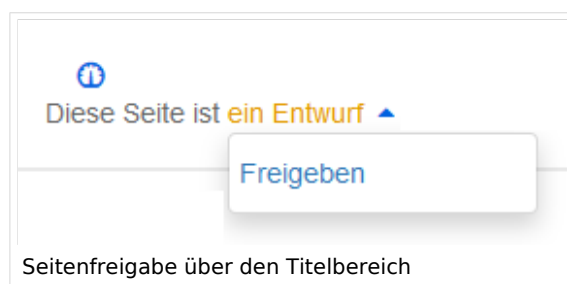 Diese Seite ist ein Entwurf
Freigeben
Seitenfreigabe über den Titelbereich